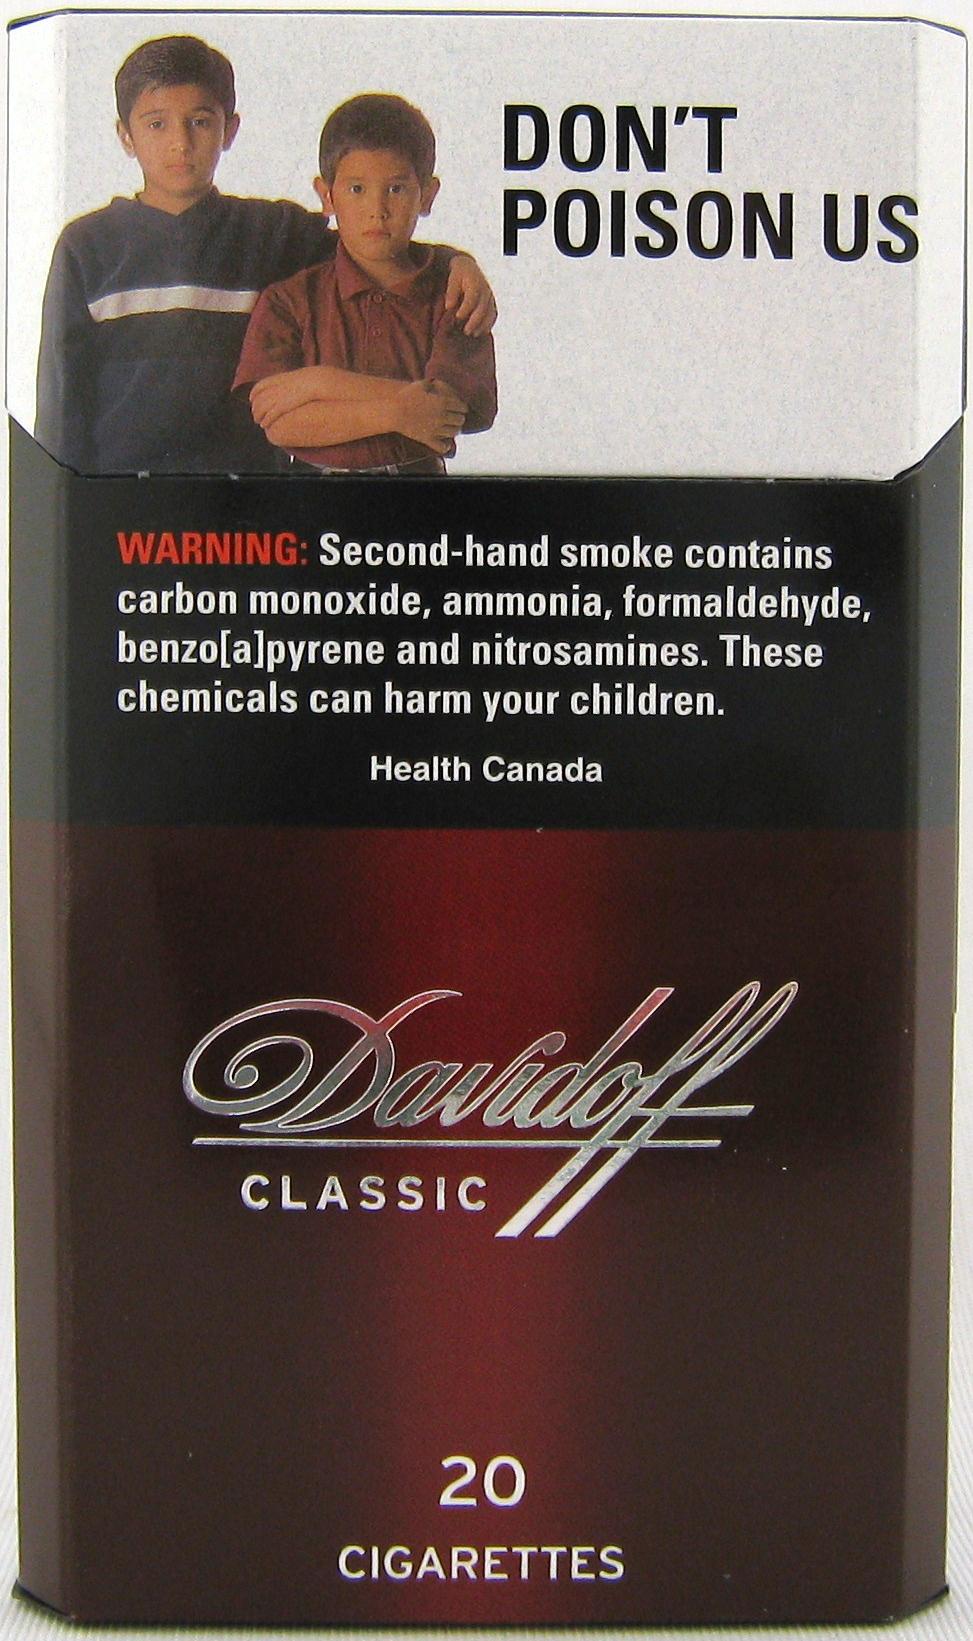 DON'T
POISON US
WARNING: Second-hand smoke contains
carbon monoxide, ammonia, formaldehyde,
benzo[a]pyrene and nitrosamines. These
chemicals can harm your children.
Health Canada
Davidoff
CLASSIC
20
CIGARETTES